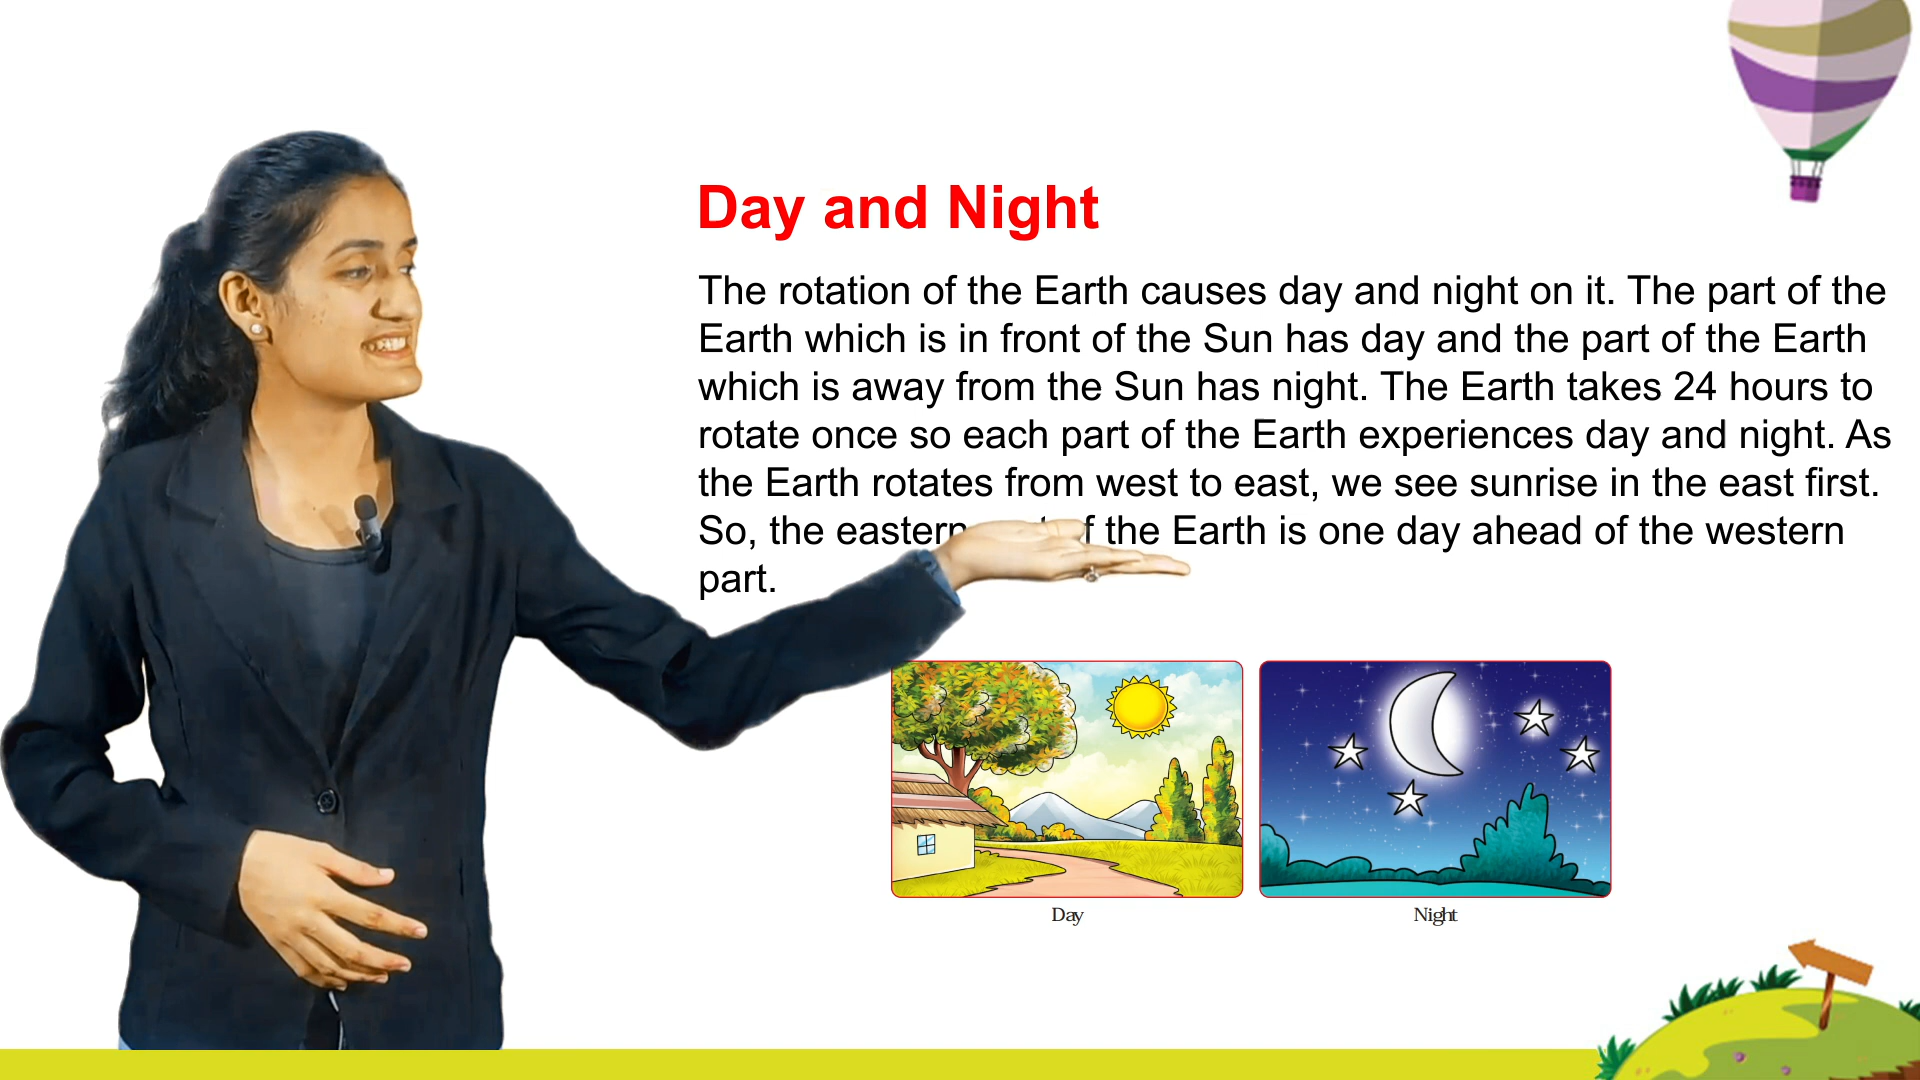 Day and Night
The rotation of the Earth causes day and night on it. The part of the
Earth which is in front of the Sun has day and the part of the Earth
which is away from the Sun has night. The Earth takes 24 hours to
rotate once so each part of the Earth experiences day and night. As
the Earth rotates from west to east, we see sunrise in the east first.
So, the eastern the Earth is one day ahead of the western
part.
Day
Night